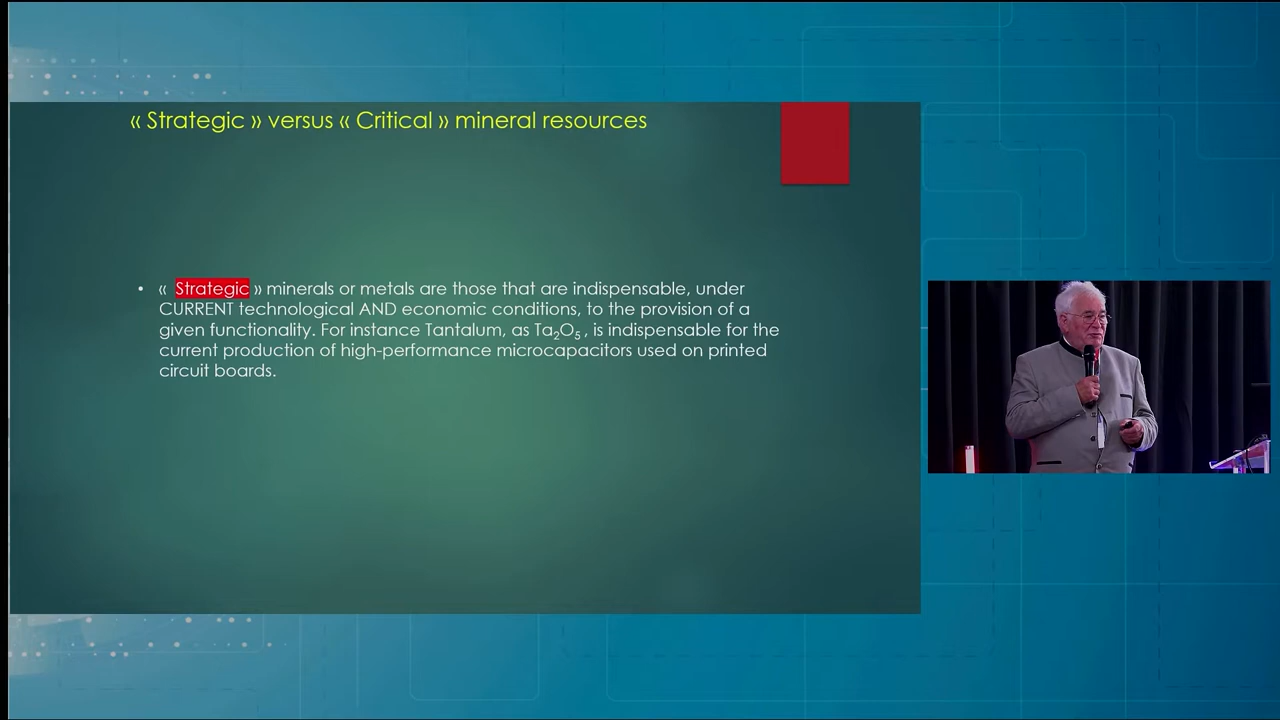 « Strategic » versus « Critical » mineral resources
• « Strategic » minerals or metals are those that are indispensable, under
CURRENT technological AND economic conditions, to the provision of a
given functionality. For instance Tantalum, as Ta₂O₅ , is indispensable for the
current production of high-performance microcapacitors used on printed
circuit boards.